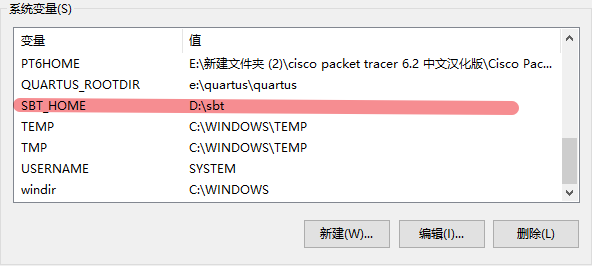 系统变量(S)
变量 值
PT6HOME E:\新建文件夹 (2)\cisco packet tracer 6.2 中文汉化版\Cisco Pac...
QUARTUS_ROOTDIR e:\quartus\quartus
SBT_HOME D:\sbt
TEMP C:\WINDOWS\TEMP
TMP C:\WINDOWS\TEMP
USERNAME SYSTEM
windir C:\WINDOWS
新建(W)... 编辑(I)... 删除(L)